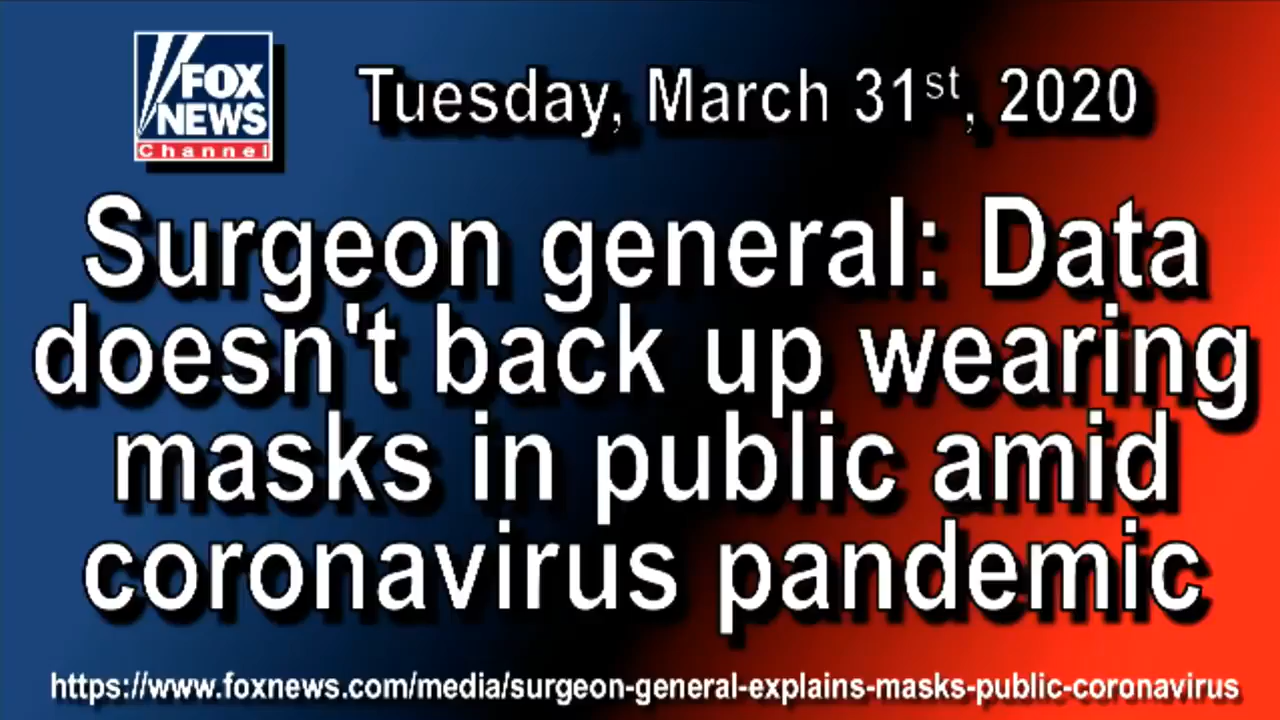 FOX
NEWS
Channel
Tuesday, March 31st, 2020
Surgeon general: Data
doesn't back up wearing
masks in public amid
coronavirus pandemic
https://www.foxnews.com/media/surgeon-general-explains-masks-public-coronavirus